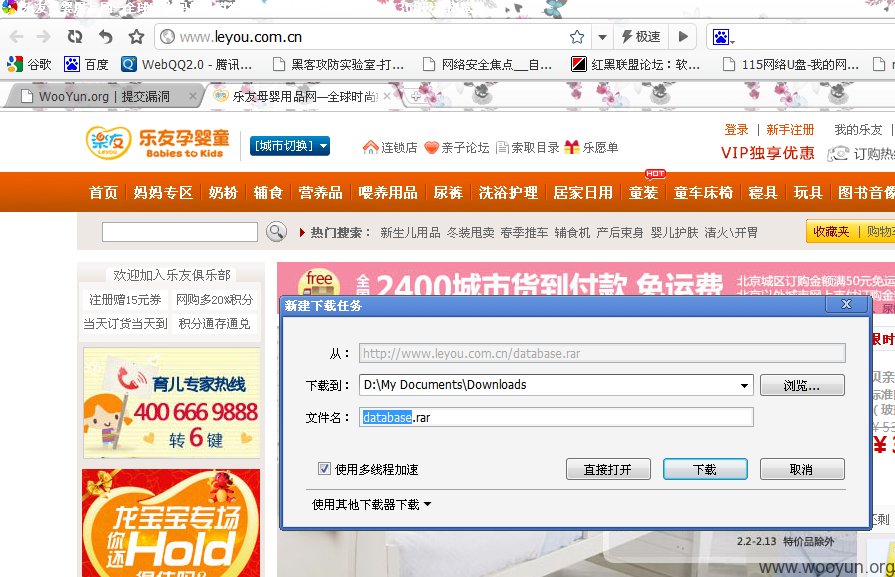 www.leyou.com.cn
极速
谷歌 百度 WebQQ2.0 - 腾讯... 黑客攻防实验室-打... 网络安全焦点__自... 红黑联盟论坛：软... 115网络U盘-我的网...
WooYun.org | 提交漏洞 乐友母婴用品网—全球时尚
乐友 乐友孕婴童
Babies to Kids
[城市切换]
连锁店 亲子论坛 索取目录 乐愿单
登录 | 新手注册 我的乐友
VIP独享优惠 订购热
HOT
首页 妈妈专区 奶粉 辅食 营养品 喂养用品 尿裤 洗浴护理 居家日用 童装 童车床椅 寝具 玩具 图书音像
热门搜索： 新生儿用品 冬装甩卖 春季推车 辅食机 产后束身 婴儿护肤 清火\开胃
收藏夹 | 购物
欢迎加入乐友俱乐部
注册赠15元券 网购多20%积分
当天订货当天到 积分通存通兑
free 全 2400城市货到付款 免运费
北京城区订购金额满50元免运
新建下载任务
从： http://www.leyou.com.cn/database.rar
下载到： D:\My Documents\Downloads 浏览...
文件名： database.rar
使用多线程加速 直接打开 下载 取消
使用其他下载器下载
育儿专家热线
400 666 9888
转6键
龙宝宝专场
你还Hold
2.2-2.13 特价品除外
www.wooyun.org